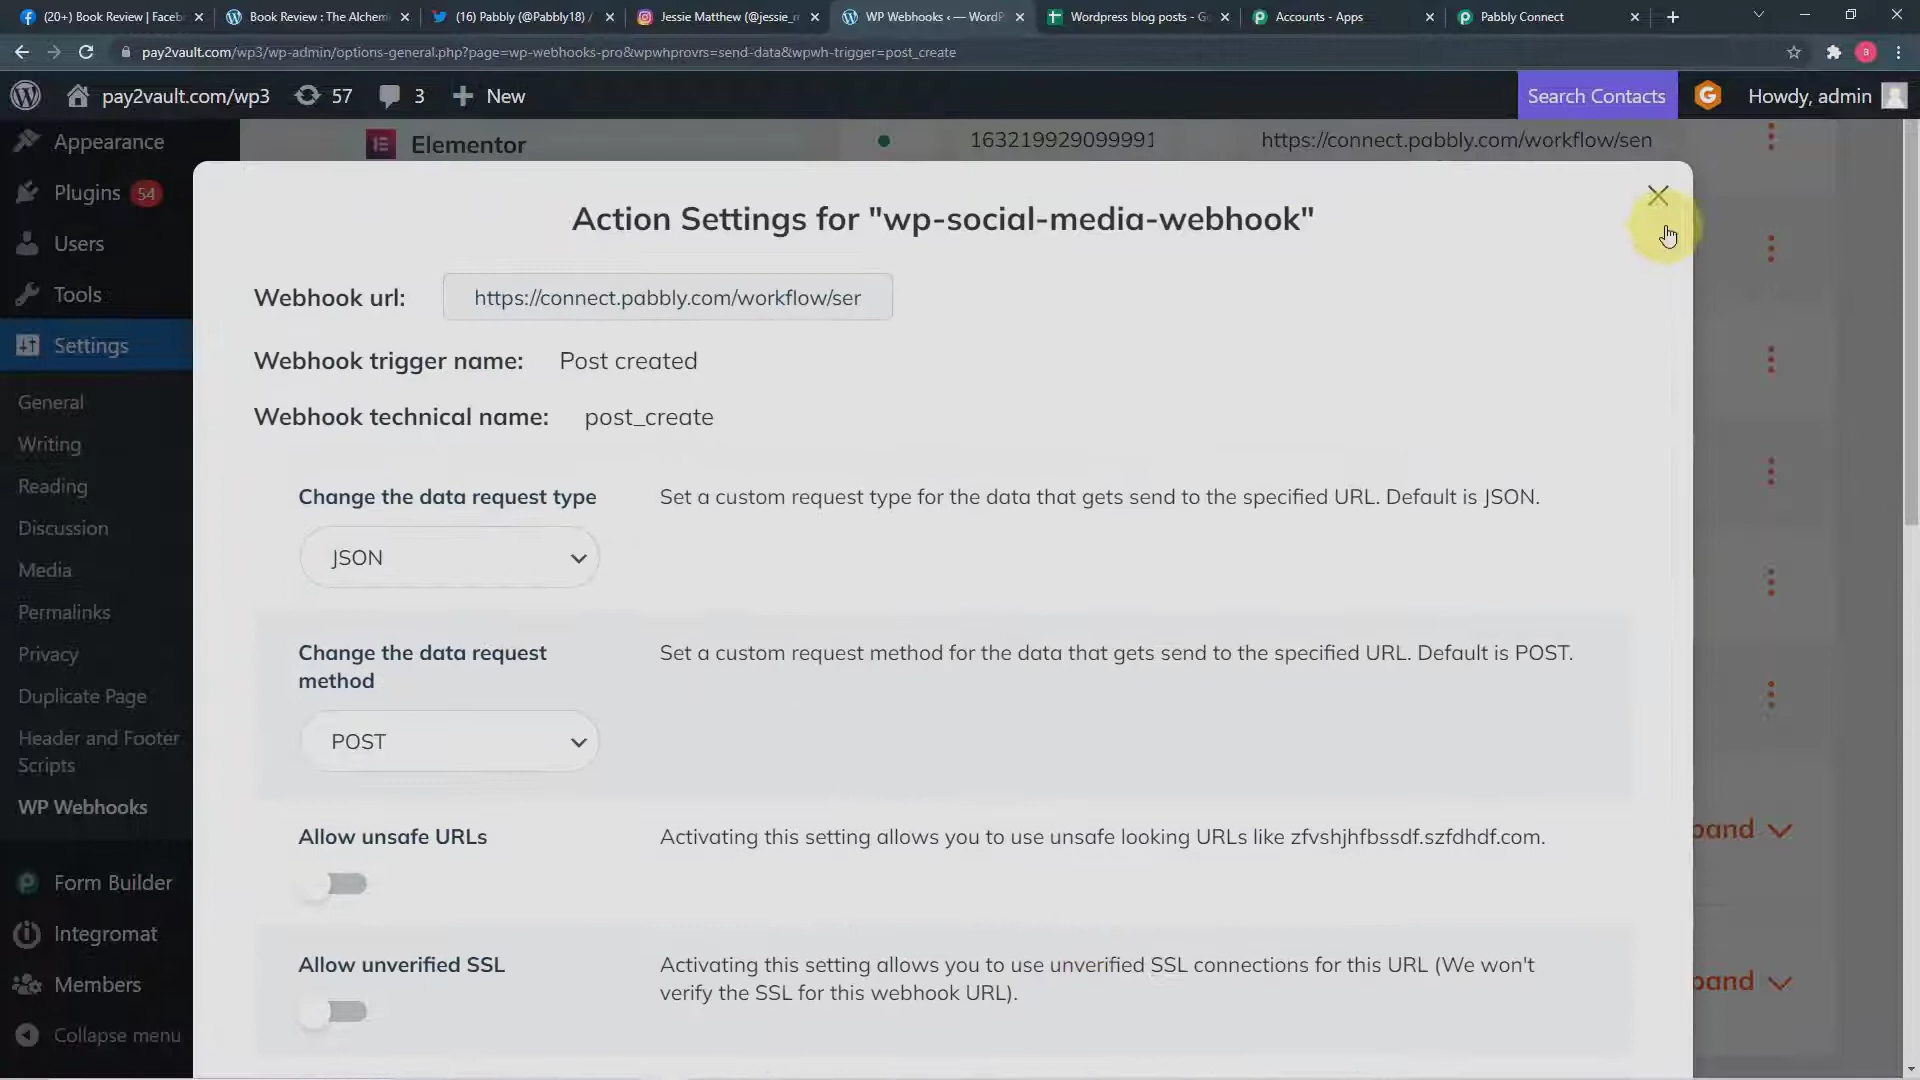 (20+) Book Review | Faceb
Book Review : The Alchemi
(16) Pabbly (@Pabbly18) /
Jessie Matthew (@jessie_m
WP Webhooks ‹ — WordP
Wordpress blog posts - Go
Accounts - Apps
Pabbly Connect
pay2vault.com/wp3/wp-admin/options-general.php?page=wp-webhooks-pro&wpwhprovrs=send-data&wpwh-trigger=post_create
a
pay2vault.com/wp3
57
3
New
Search Contacts
Howdy, admin
Appearance
Plugins 54
Users
Tools
Settings
General
Writing
Reading
Discussion
Media
Permalinks
Privacy
Duplicate Page
Header and Footer
Scripts
WP Webhooks
Form Builder
Integromat
Members
Collapse menu
Elementor
163219929099991
https://connect.pabbly.com/workflow/sen
Action Settings for "wp-social-media-webhook"
Webhook url:
https://connect.pabbly.com/workflow/ser
Webhook trigger name: Post created
Webhook technical name: post_create
Change the data request type
Set a custom request type for the data that gets send to the specified URL. Default is JSON.
JSON
Change the data request
method
Set a custom request method for the data that gets send to the specified URL. Default is POST.
POST
Allow unsafe URLs
Activating this setting allows you to use unsafe looking URLs like zfvshjhfbssdf.szfdhdf.com.
Allow unverified SSL
Activating this setting allows you to use unverified SSL connections for this URL (We won't
verify the SSL for this webhook URL).
pand
pand